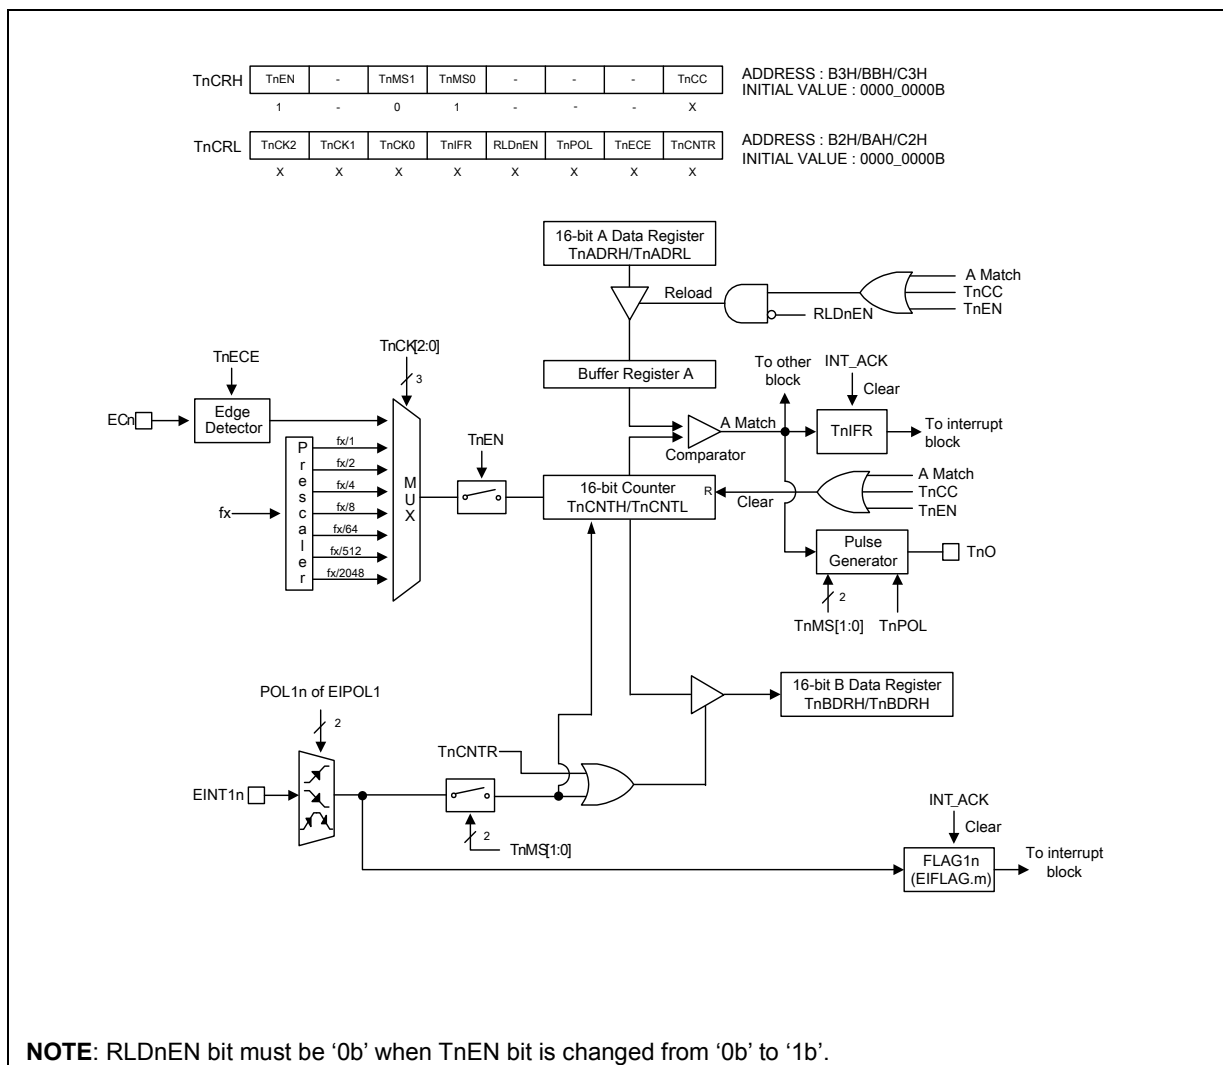 TnCRH TnEN - TnMS1 TnMS0 - - - TnCC ADDRESS : B3H/BBH/C3H
INITIAL VALUE : 0000_0000B
1 - 0 1 - - - X
TnCRL TnCK2 TnCK1 TnCK0 TnIFR RLDnEN TnPOL TnECE TnCNTR ADDRESS : B2H/BAH/C2H
INITIAL VALUE : 0000_0000B
X X X X X X X X
16-bit A Data Register
TnADRH/TnADRL
Reload
A Match
TnCC
TnEN
RLDnEN
TnECE
TnCK[2:0]
3
Buffer Register A
To other
block
INT_ACK
Clear
ECn
Edge
Detector
A Match
Comparator
TnIFR
To interrupt
block
Prescaler
fx
fx/1
fx/2
fx/4
fx/8
fx/64
fx/512
fx/2048
MUX
TnEN
16-bit Counter
TnCNTH/TnCNTL
R
Clear
A Match
TnCC
TnEN
Pulse
Generator
TnO
2
TnMS[1:0]
TnPOL
POL1n of EIPOL1
2
16-bit B Data Register
TnBDRH/TnBDRH
TnCNTR
EINT1n
2
TnMS[1:0]
INT_ACK
Clear
FLAG1n
(EIFLAG.m)
To interrupt
block
NOTE: RLDnEN bit must be ‘0b’ when TnEN bit is changed from ‘0b’ to ‘1b’.